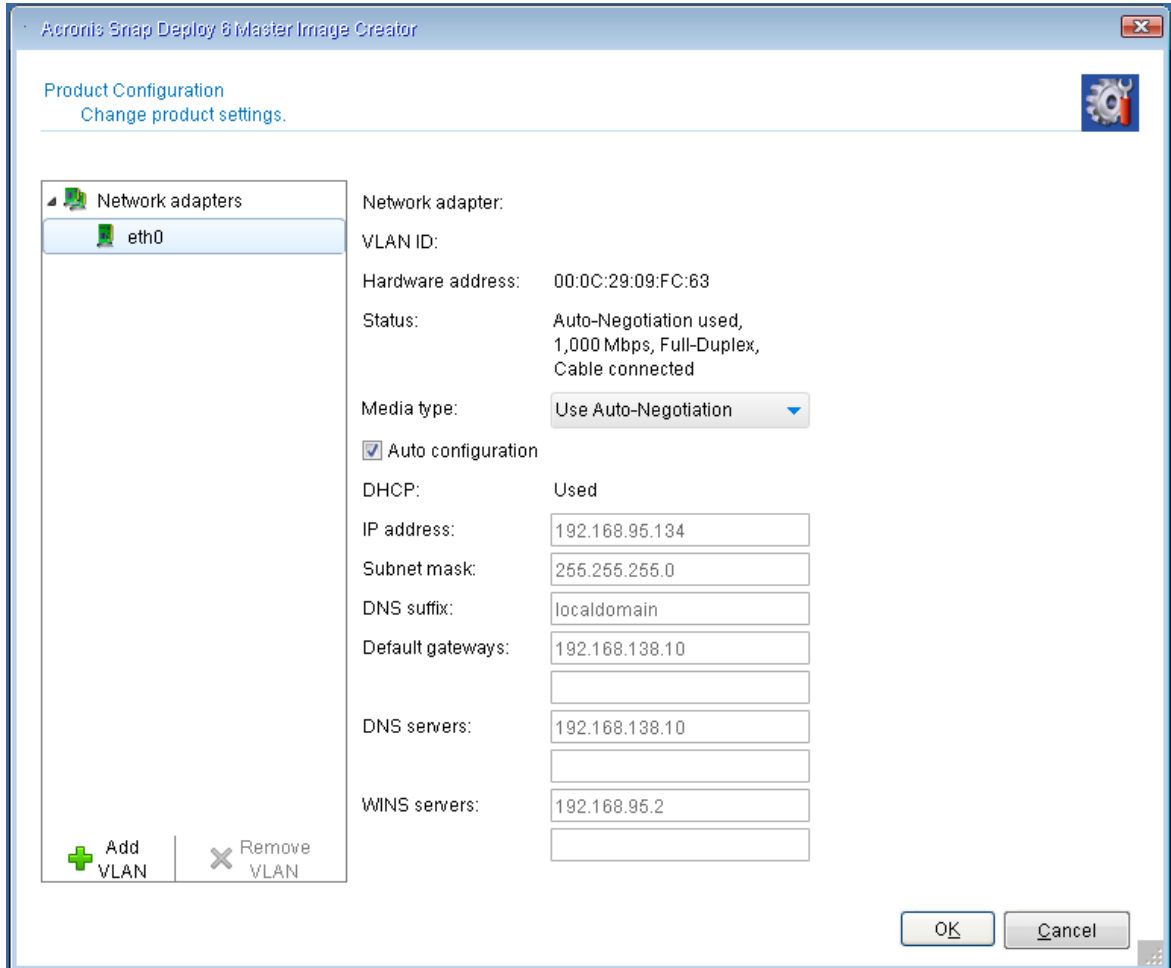 Acronis Snap Deploy 6 Master Image Creator
Product Configuration
Change product settings.
Network adapters
eth0
Add VLAN
Remove VLAN
Network adapter:
VLAN ID:
Hardware address: 00:0C:29:09:FC:63
Status: Auto-Negotiation used,
1,000 Mbps, Full-Duplex,
Cable connected
Media type: Use Auto-Negotiation
Auto configuration
DHCP: Used
IP address: 192.168.95.134
Subnet mask: 255.255.255.0
DNS suffix: localdomain
Default gateways: 192.168.138.10
DNS servers: 192.168.138.10
WINS servers: 192.168.95.2
OK
Cancel